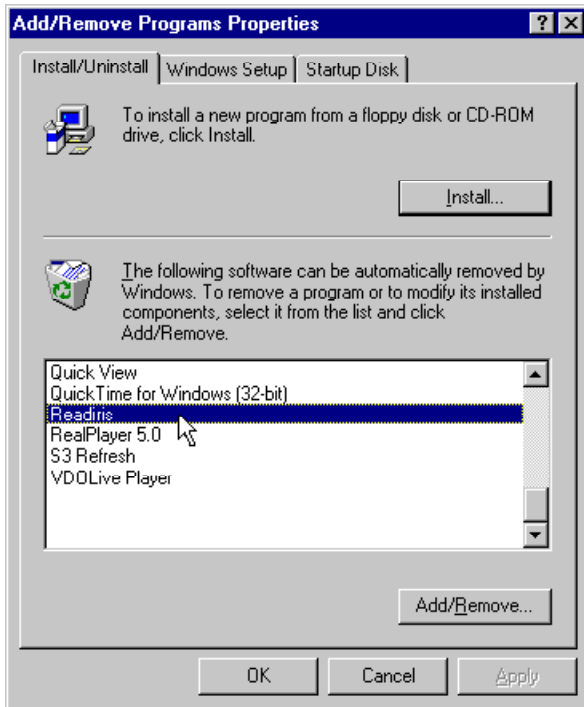 Add/Remove Programs Properties
Install/Uninstall Windows Setup Startup Disk
To install a new program from a floppy disk or CD-ROM
drive, click Install.
Install...
The following software can be automatically removed by
Windows. To remove a program or to modify its installed
components, select it from the list and click
Add/Remove.
Quick View
QuickTime for Windows (32-bit)
Readiris
RealPlayer 5.0
S3 Refresh
VDOLive Player
Add/Remove...
OK Cancel Apply